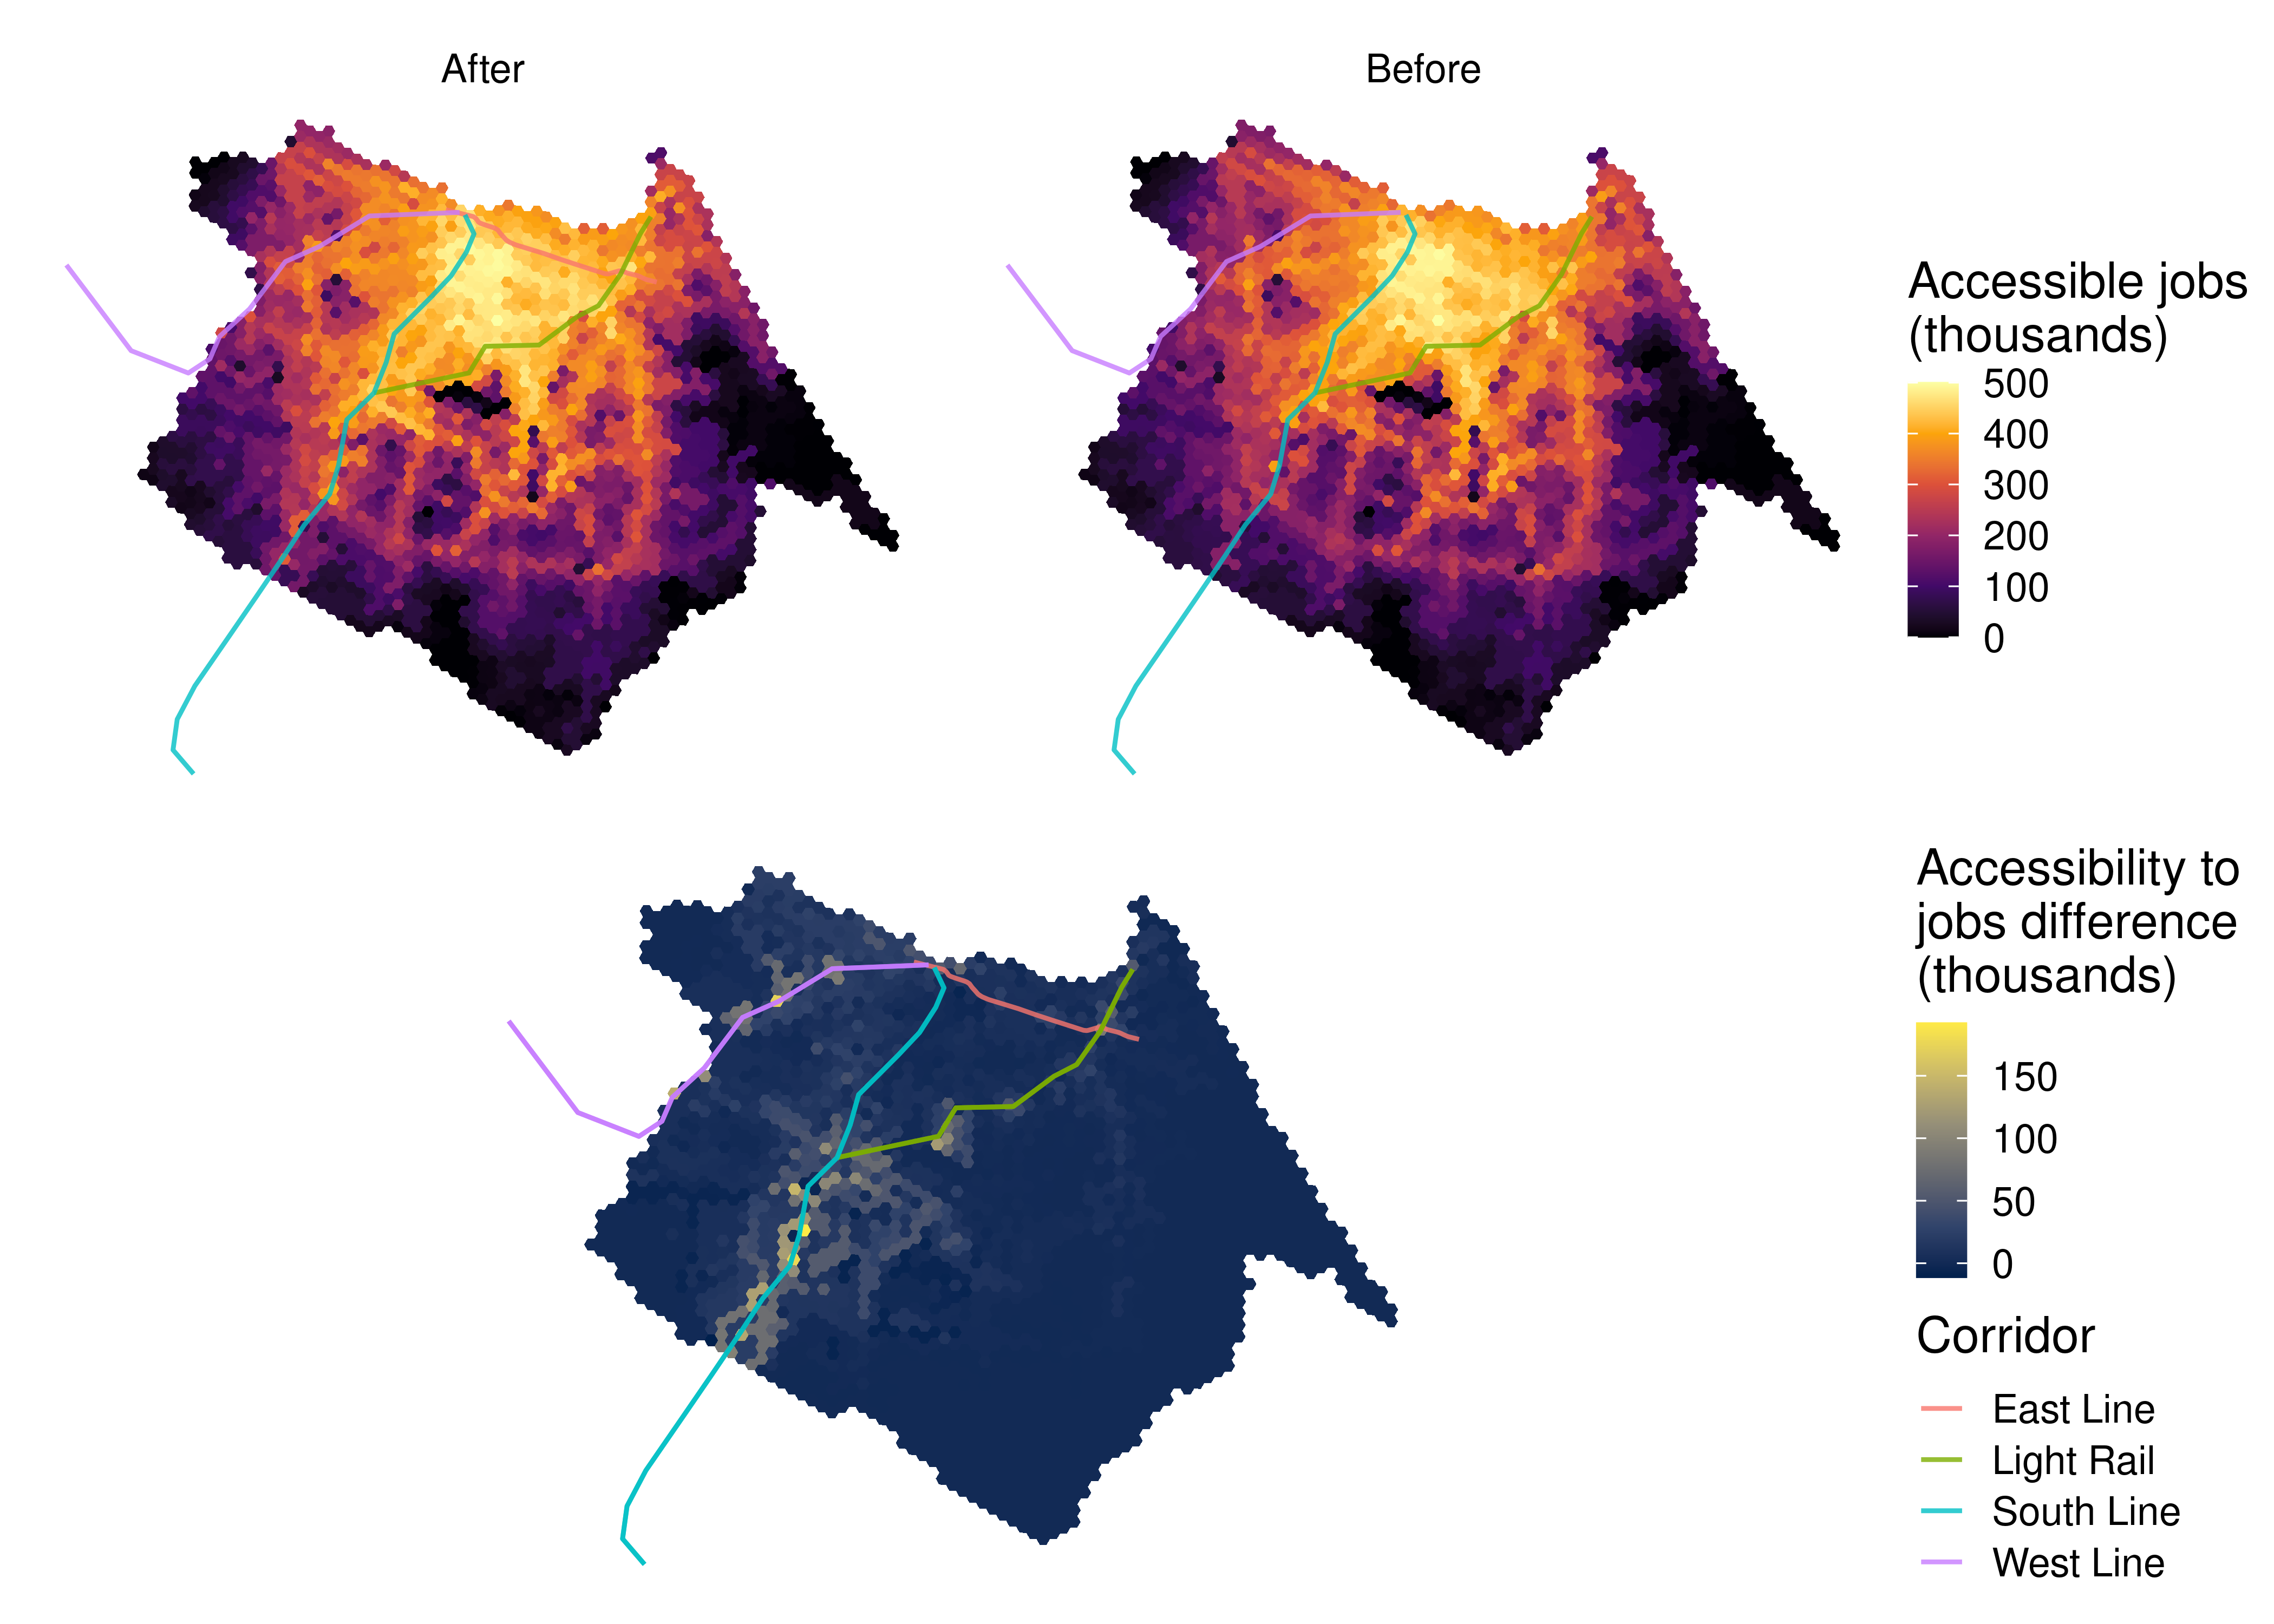 After
Before
Accessible jobs
(thousands)
500
400
300
200
100
0
Accessibility to
jobs difference
(thousands)
150
100
50
0
Corridor
East Line
Light Rail
South Line
West Line